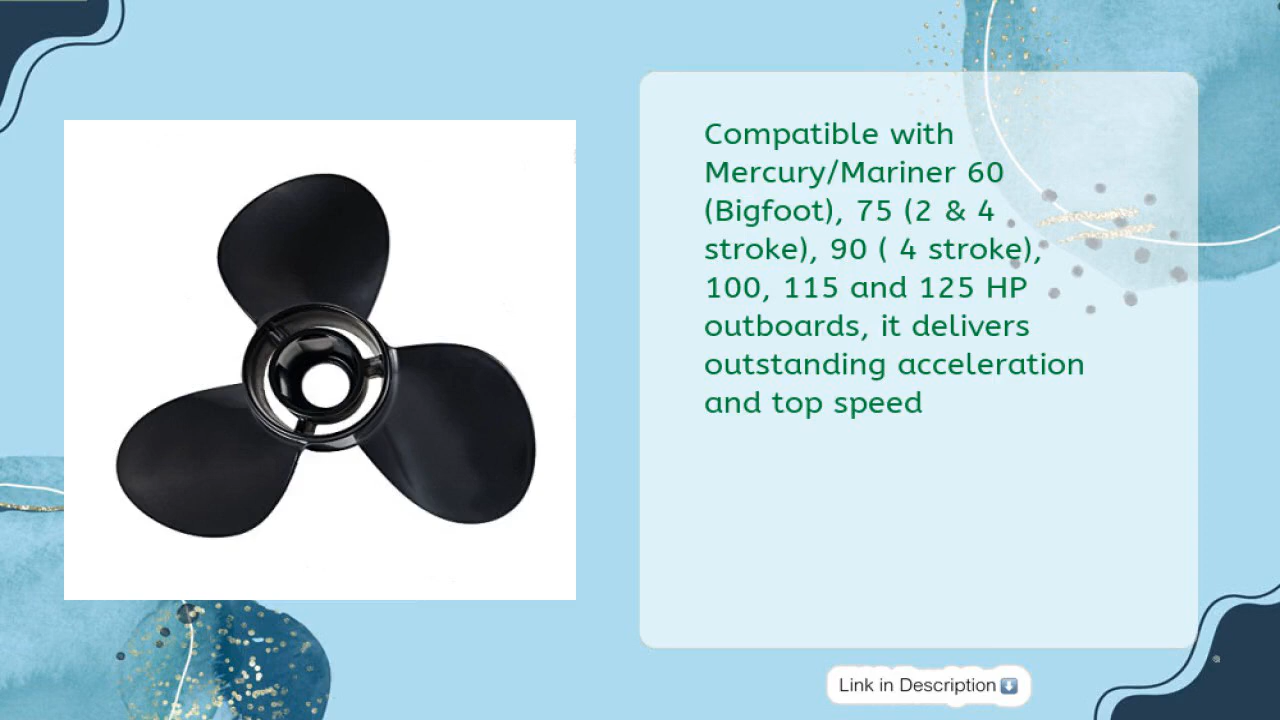 Compatible with
Mercury/Mariner 60
(Bigfoot), 75 (2 & 4
stroke), 90 ( 4 stroke),
100, 115 and 125 HP
outboards, it delivers
outstanding acceleration
and top speed
Link in Description⬇️